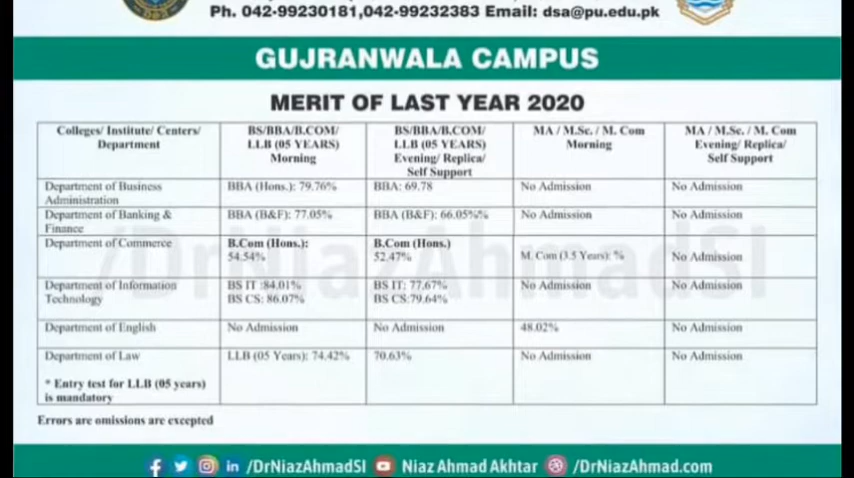 Ph. 042-99230181,042-99232383 Email: dsa@pu.edu.pk
GUJRANWALA CAMPUS
MERIT OF LAST YEAR 2020
Colleges/ Institute/ Centers/
Department
BS/BBA/B.COM/
LLB (05 YEARS)
Morning
BS/BBA/B.COM/
LLB (05 YEARS)
Evening/ Replica/
Self Support
MA / M.Sc. / M. Com
Morning
MA / M.Sc. / M. Com
Evening/ Replica/
Self Support
Department of Business
Administration
BBA (Hons.): 79.76%
BBA: 69.78
No Admission
No Admission
Department of Banking &
Finance
BBA (B&F): 77.05%
BBA (B&F): 66.05%%
No Admission
No Admission
Department of Commerce
B.Com (Hons.):
54.54%
B.Com (Hons.)
52.47%
M. Com (3.5 Years): %
No Admission
Department of Information
Technology
BS IT :84.01%
BS CS: 86.07%
BS IT: 77.67%
BS CS:79.64%
No Admission
No Admission
Department of English
No Admission
No Admission
48.02%
No Admission
Department of Law
* Entry test for LLB (05 years)
is mandatory
LLB (05 Years): 74.42%
70.63%
No Admission
No Admission
/DrNiazAhmadSI
Errors are omissions are excepted
/DrNiazAhmadSI
Niaz Ahmad Akhtar
/DrNiazAhmad.com